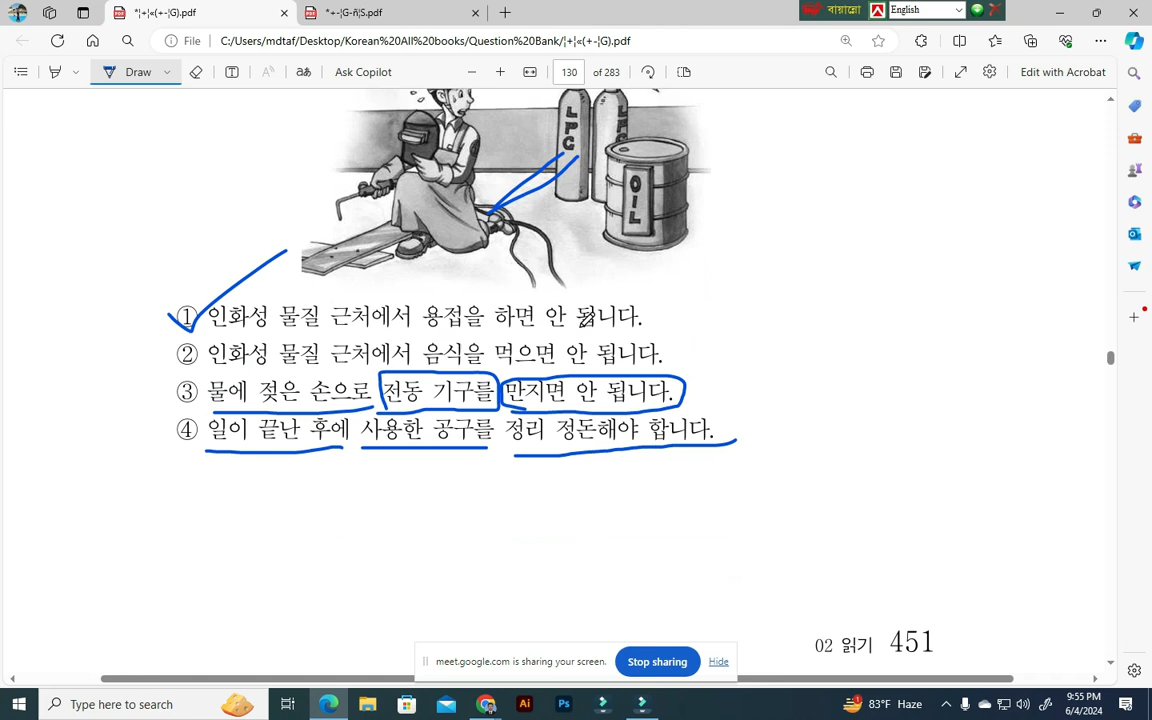 *¦+¦«(+-¦G).pdf
*+-¦G-ñ¦S.pdf
বায়ান্নো
English
File
C:/Users/mdtaf/Desktop/Korean%20All%20books/Question%20Bank/¦+¦«(+-¦G).pdf
Draw
Ask Copilot
130 of 283
Edit with Acrobat
LPG
LPG
OIL
① 인화성 물질 근처에서 용접을 하면 안 됩니다.
② 인화성 물질 근처에서 음식을 먹으면 안 됩니다.
③ 물에 젖은 손으로 전동 기구를 만지면 안 됩니다.
④ 일이 끝난 후에 사용한 공구를 정리 정돈해야 합니다.
02 읽기 451
meet.google.com is sharing your screen.
Stop sharing
Hide
Type here to search
83°F Haze
9:55 PM
6/4/2024